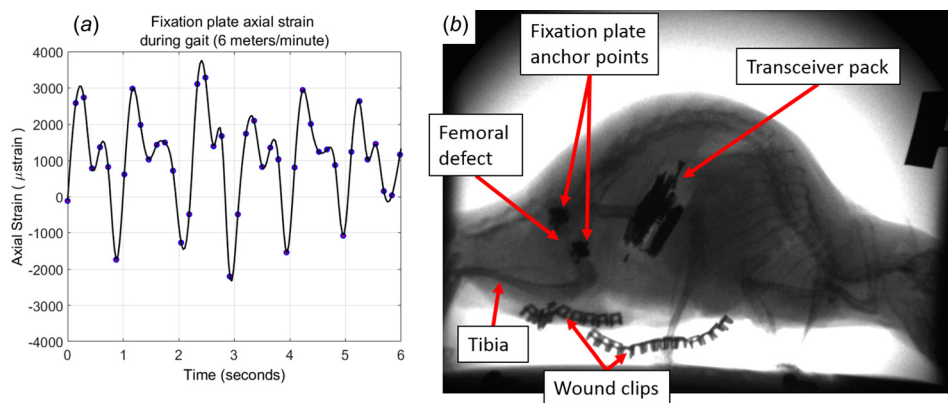 (a)
Fixation plate axial strain
during gait (6 meters/minute)
4000
3000
2000
1000
0
-1000
-2000
-3000
-4000
Axial Strain ( μstrain )
0 1 2 3 4 5 6
Time (seconds)
(b)
Fixation plate
anchor points
Transceiver pack
Femoral
defect
Tibia
Wound clips